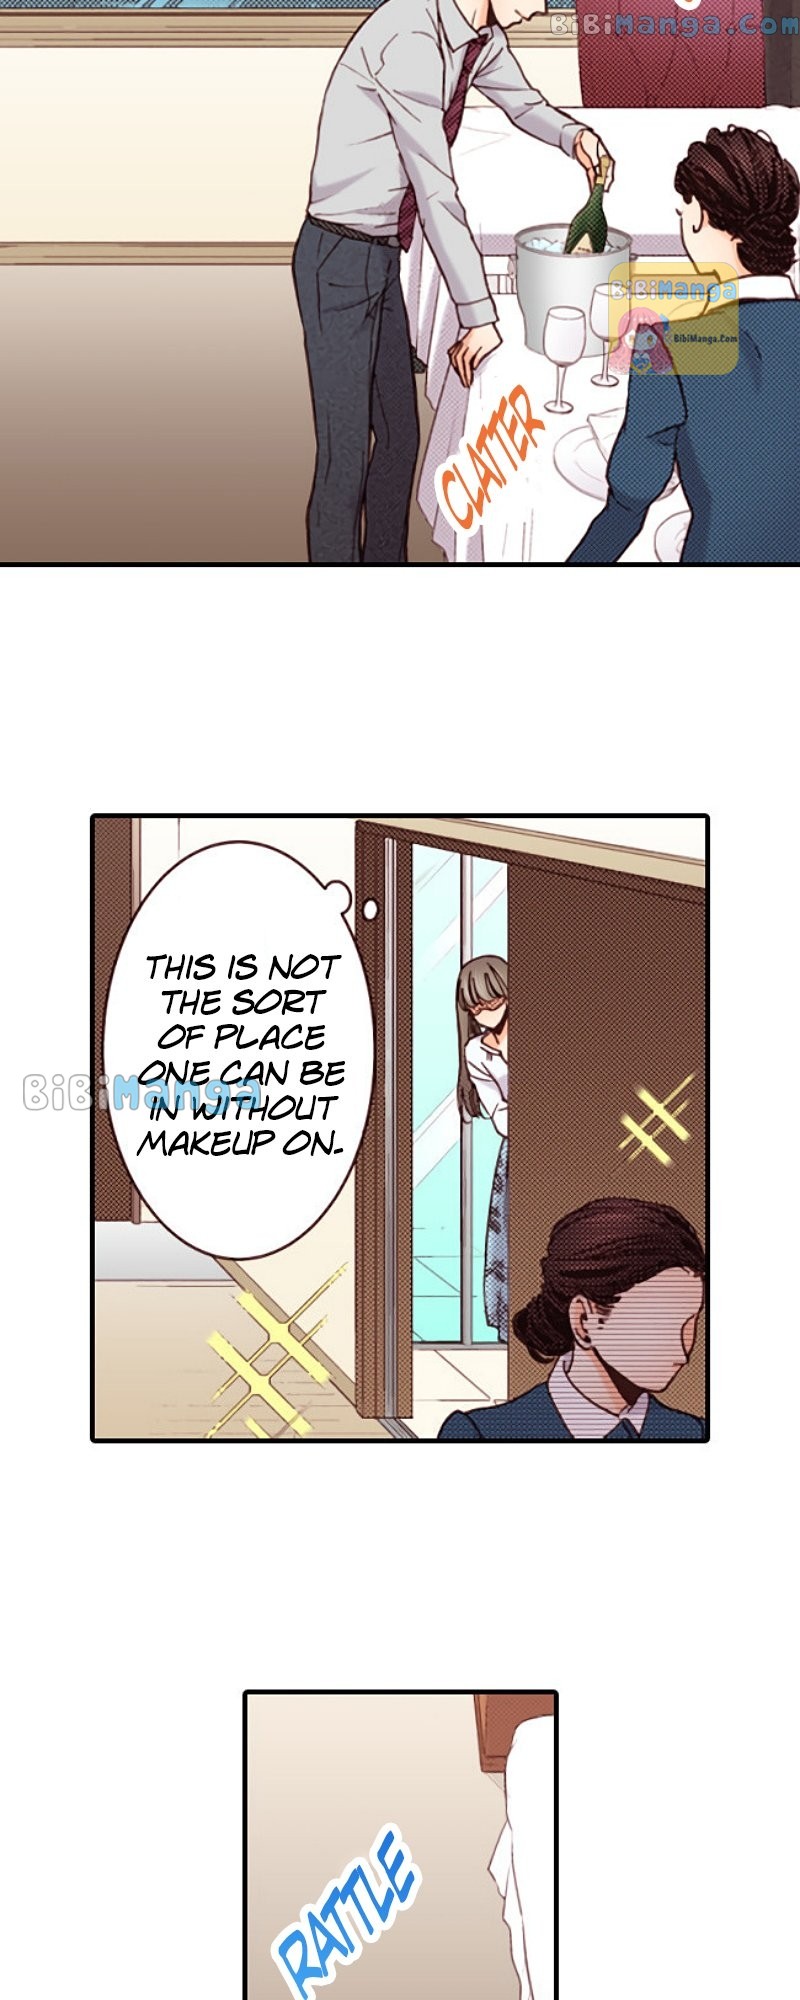 BiBiManga.Com
BiBiManga
BibiManga.Com
CLATTER
THIS IS NOT
THE SORT
OF PLACE
ONE CAN BE
IN WITHOUT
MAKEUP ON.
BiBiManga
RATTLE